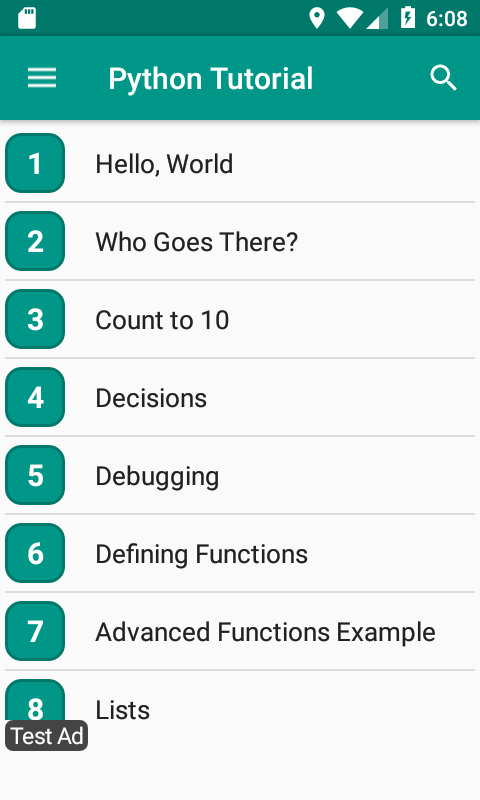 6:08
Python Tutorial
1 Hello, World
2 Who Goes There?
3 Count to 10
4 Decisions
5 Debugging
6 Defining Functions
7 Advanced Functions Example
8 Lists
Test Ad